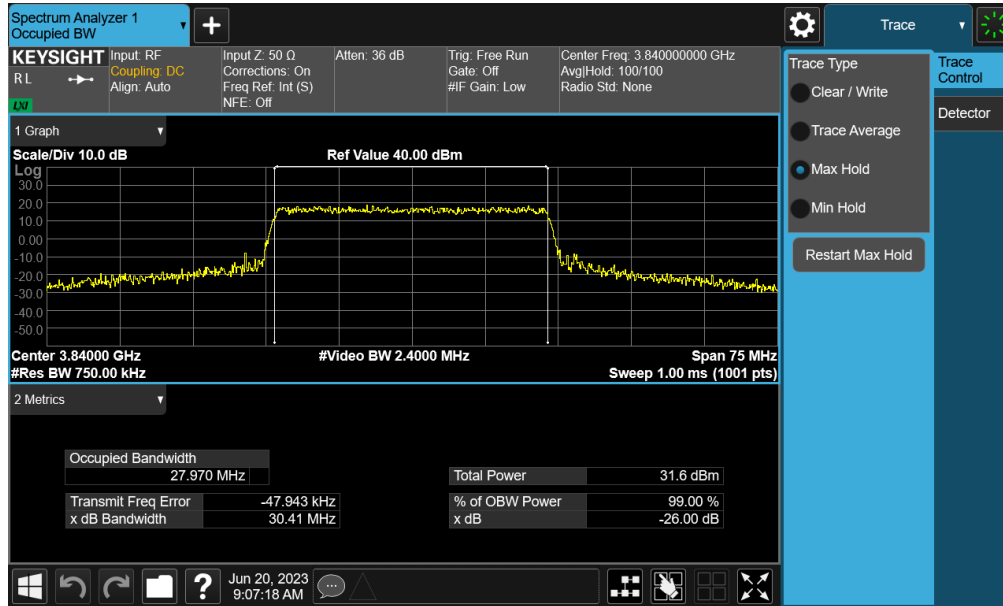 Spectrum Analyzer 1
Occupied BW
+
Trace
KEYSIGHT
R L
LXI
Input: RF
Coupling: DC
Align: Auto
Input Z: 50 Ω
Corrections: On
Freq Ref: Int (S)
NFE: Off
Atten: 36 dB
Trig: Free Run
Gate: Off
#IF Gain: Low
Center Freq: 3.840000000 GHz
Avg|Hold: 100/100
Radio Std: None
Trace Type
Clear / Write
Trace Average
Max Hold
Min Hold
Restart Max Hold
Trace
Control
Detector
1 Graph
Scale/Div 10.0 dB
Ref Value 40.00 dBm
Log
30.0
20.0
10.0
0.00
-10.0
-20.0
-30.0
-40.0
-50.0
Center 3.84000 GHz
#Video BW 2.4000 MHz
Span 75 MHz
#Res BW 750.00 kHz
Sweep 1.00 ms (1001 pts)
2 Metrics
Occupied Bandwidth
27.970 MHz
Total Power 31.6 dBm
Transmit Freq Error -47.943 kHz
% of OBW Power 99.00 %
x dB Bandwidth 30.41 MHz
x dB -26.00 dB
?
Jun 20, 2023
9:07:18 AM